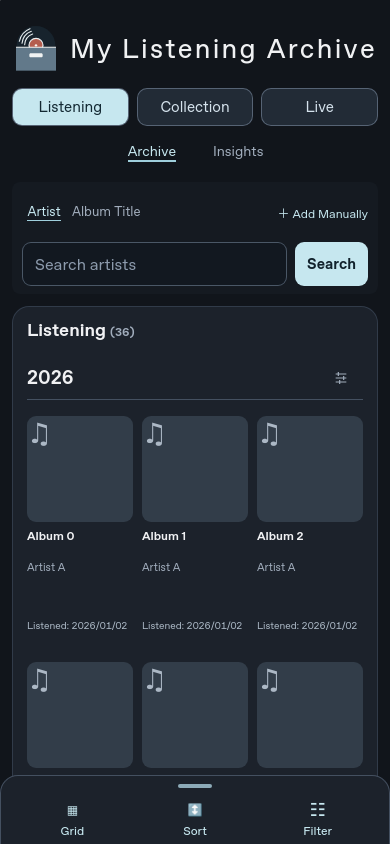 My Listening Archive
Listening Collection Live
Archive Insights
Artist Album Title + Add Manually
Search artists Search
Listening (36)
2026
Album 0 Album 1 Album 2
Artist A Artist A Artist A
Listened: 2026/01/02 Listened: 2026/01/02 Listened: 2026/01/02
Grid Sort Filter